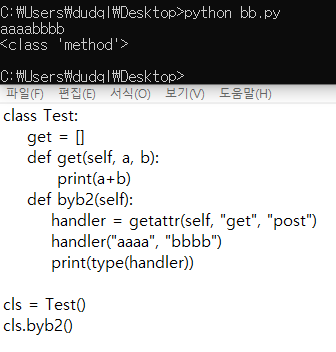 C:₩Users₩dudql₩Desktop>python bb.py
aaaabbbb
<class 'method'>
C:₩Users₩dudql₩Desktop>
파일(F) 편집(E) 서식(O) 보기(V) 도움말(H)
class Test:
get = []
def get(self, a, b):
print(a+b)
def byb2(self):
handler = getattr(self, "get", "post")
handler("aaaa", "bbbb")
print(type(handler))
cls = Test()
cls.byb2()